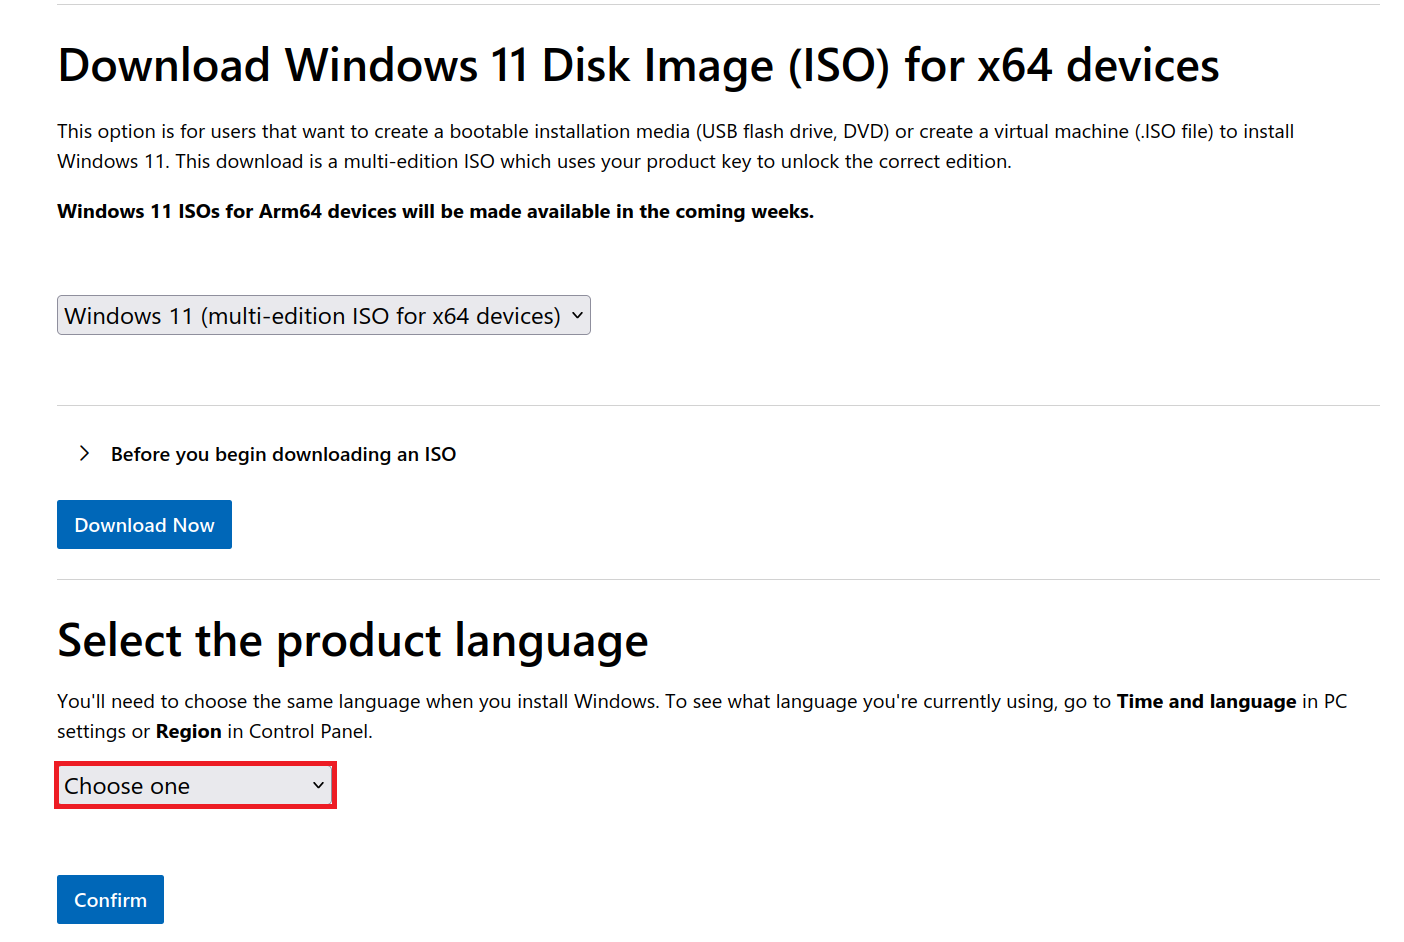 Download Windows 11 Disk Image (ISO) for x64 devices
This option is for users that want to create a bootable installation media (USB flash drive, DVD) or create a virtual machine (.ISO file) to install
Windows 11. This download is a multi-edition ISO which uses your product key to unlock the correct edition.
Windows 11 ISOs for Arm64 devices will be made available in the coming weeks.
Windows 11 (multi-edition ISO for x64 devices)
Before you begin downloading an ISO
Download Now
Select the product language
You'll need to choose the same language when you install Windows. To see what language you're currently using, go to Time and language in PC
settings or Region in Control Panel.
Choose one
Confirm